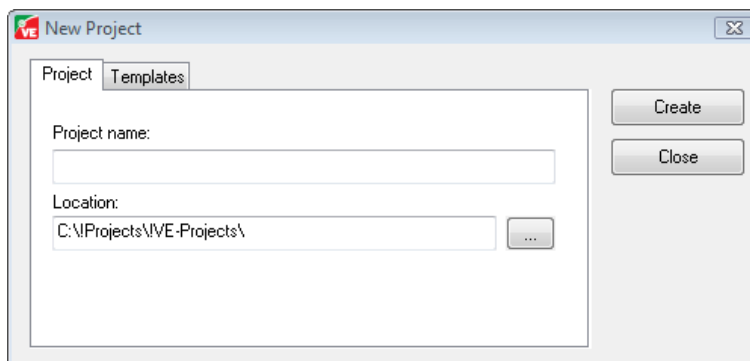 VE New Project
Project Templates
Create
Project name:
Close
Location:
C:\!Projects\!VE-Projects\
...